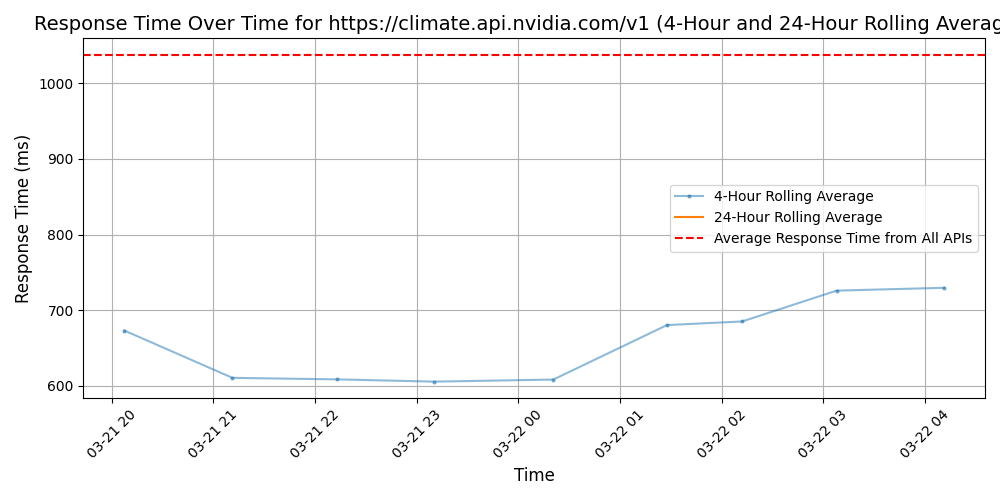 Response Time Over Time for https://climate.api.nvidia.com/v1 (4-Hour and 24-Hour Rolling Averag
Response Time (ms)
1000
900
800
700
600
4-Hour Rolling Average
24-Hour Rolling Average
Average Response Time from All APIs
03-21 20
03-21 21
03-21 22
03-21 23
03-22 00
03-22 01
03-22 02
03-22 03
03-22 04
Time